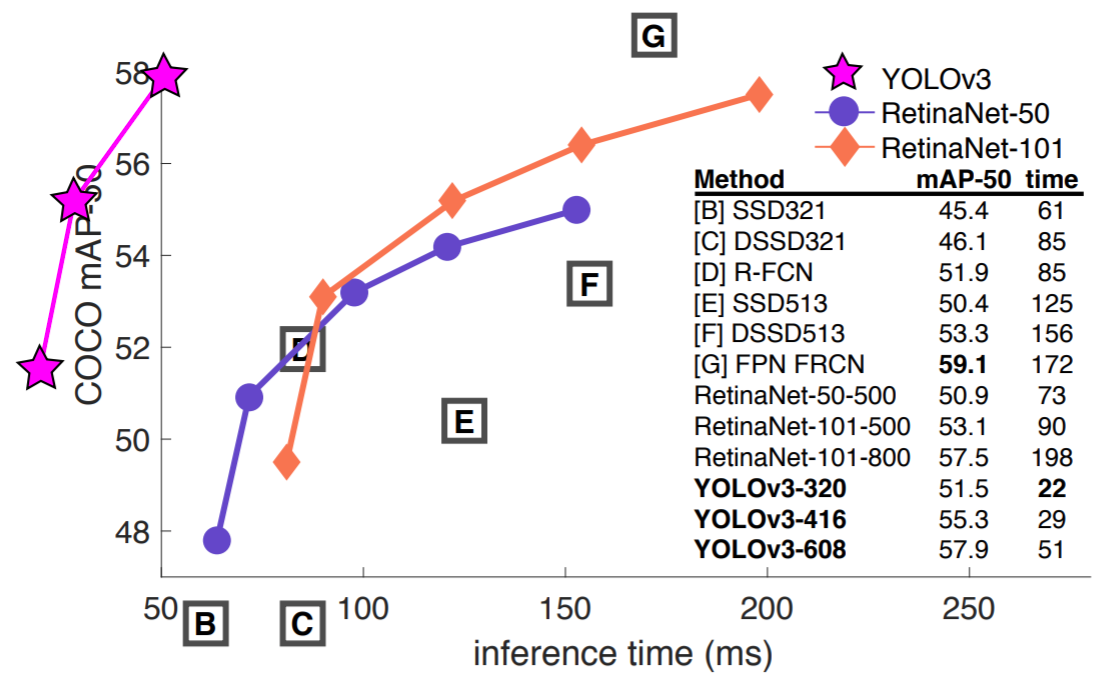 G
58
56
54
52
50
48
COCO mAP-50
D
E
F
50
100
150
200
250
B
C
inference time (ms)
YOLOv3
RetinaNet-50
RetinaNet-101
Method mAP-50 time
[B] SSD321 45.4 61
[C] DSSD321 46.1 85
[D] R-FCN 51.9 85
[E] SSD513 50.4 125
[F] DSSD513 53.3 156
[G] FPN FRCN 59.1 172
RetinaNet-50-500 50.9 73
RetinaNet-101-500 53.1 90
RetinaNet-101-800 57.5 198
YOLOv3-320 51.5 22
YOLOv3-416 55.3 29
YOLOv3-608 57.9 51